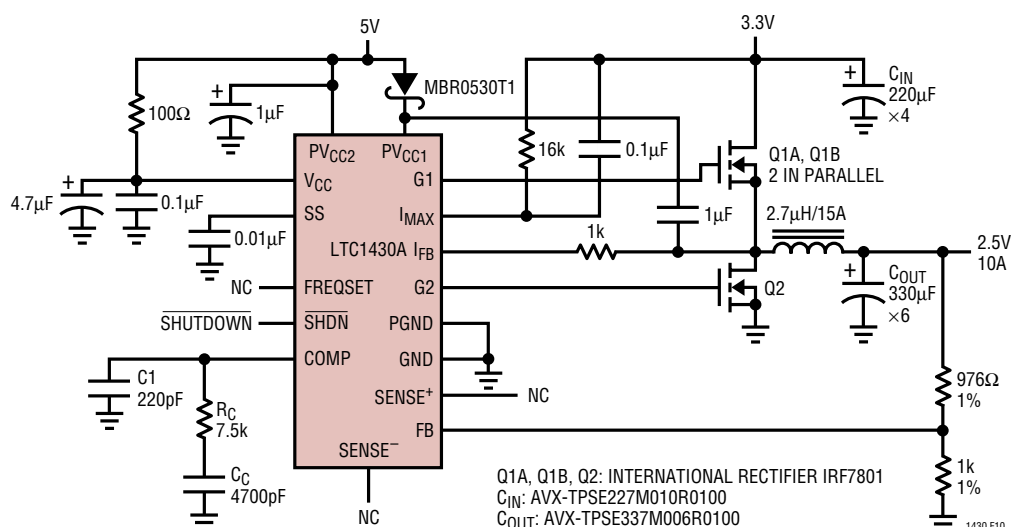 5V
3.3V
MBR0530T1
+
1µF
100Ω
+
CIN
220µF
×4
16k
0.1µF
Q1A, Q1B
2 IN PARALLEL
PVCC2
PVCC1
VCC
G1
+
4.7µF
0.1µF
SS
IMAX
1µF
2.7µH/15A
0.01µF
LTC1430A
IFB
1k
2.5V
10A
NC
FREQSET
G2
Q2
+
COUT
330µF
×6
SHUTDOWN
SHDN
PGND
COMP
GND
C1
220pF
RC
7.5k
SENSE+
NC
976Ω
1%
FB
SENSE–
CC
4700pF
NC
1k
1%
Q1A, Q1B, Q2: INTERNATIONAL RECTIFIER IRF7801
CIN: AVX-TPSE227M010R0100
COUT: AVX-TPSE337M006R0100
1430 F10